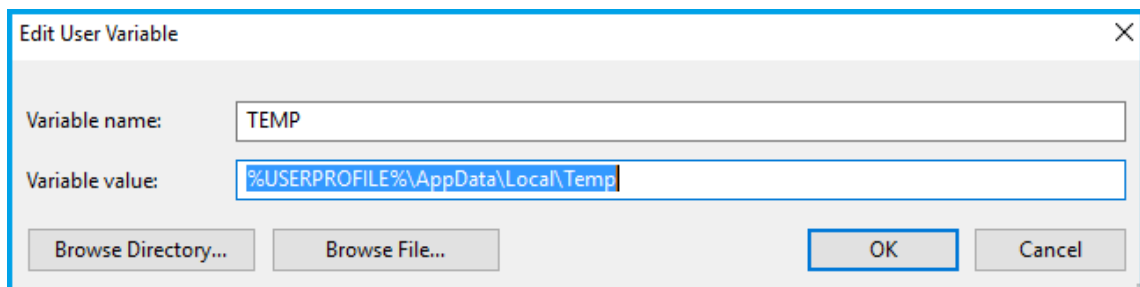 Edit User Variable
Variable name: TEMP
Variable value: %USERPROFILE%\AppData\Local\Temp
Browse Directory... Browse File... OK Cancel